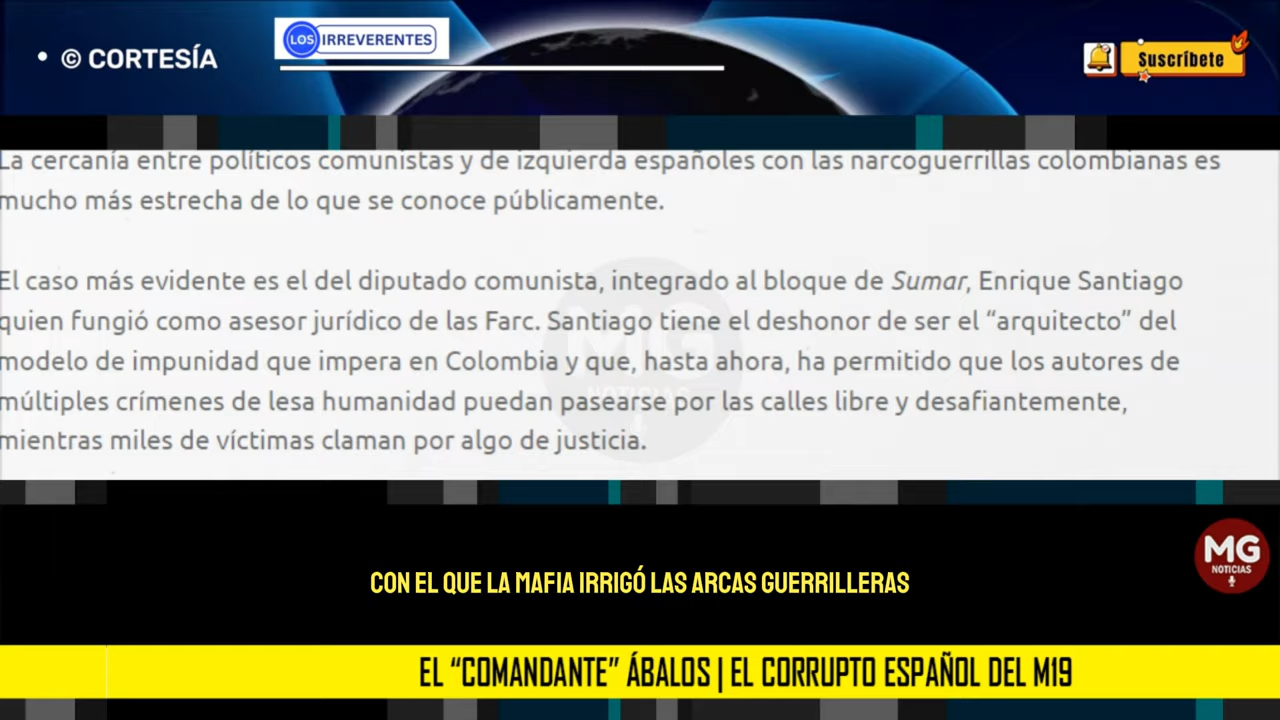 • © CORTESÍA
LOS IRREVERENTES
Suscríbete
La cercanía entre políticos comunistas y de izquierda españoles con las narcoguerrillas colombianas es
mucho más estrecha de lo que se conoce públicamente.
El caso más evidente es el del diputado comunista, integrado al bloque de Sumar, Enrique Santiago
quien fungió como asesor jurídico de las Farc. Santiago tiene el deshonor de ser el “arquitecto” del
modelo de impunidad que impera en Colombia y que, hasta ahora, ha permitido que los autores de
múltiples crímenes de lesa humanidad puedan pasearse por las calles libre y desafiantemente,
mientras miles de víctimas claman por algo de justicia.
MG
NOTICIAS
MG
NOTICIAS
CON EL QUE LA MAFIA IRRIGÓ LAS ARCAS GUERRILLERAS
EL “COMANDANTE” ÁBALOS | EL CORRUPTO ESPAÑOL DEL M19